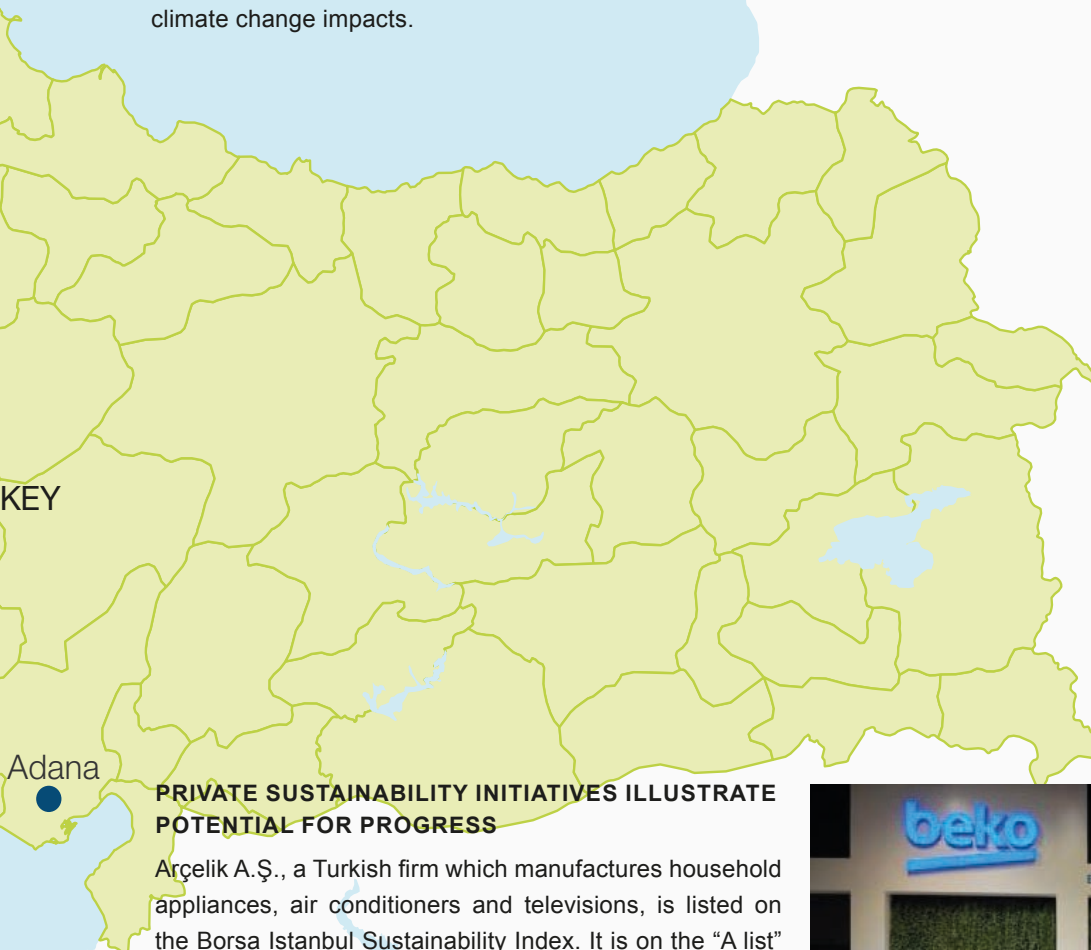 climate change impacts.
KEY
Adana
PRIVATE SUSTAINABILITY INITIATIVES ILLUSTRATE
POTENTIAL FOR PROGRESS
Arçelik A.Ş., a Turkish firm which manufactures household
appliances, air conditioners and televisions, is listed on
the Borsa Istanbul Sustainability Index. It is on the “A list”
beko